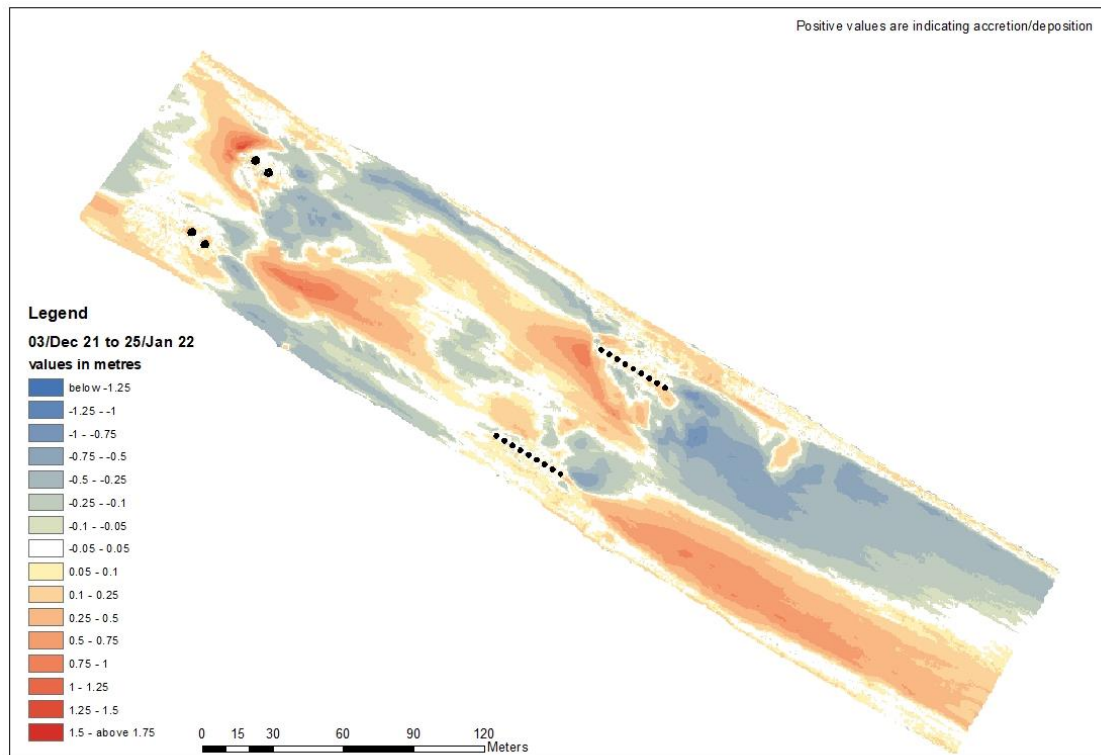 Positive values are indicating accretion/deposition
Legend
03/Dec 21 to 25/Jan 22
values in metres
below -1.25
-1.25 - -1
-1 - -0.75
-0.75 - -0.5
-0.5 - -0.25
-0.25 - -0.1
-0.1 - -0.05
-0.05 - 0.05
0.05 - 0.1
0.1 - 0.25
0.25 - 0.5
0.5 - 0.75
0.75 - 1
1 - 1.25
1.25 - 1.5
1.5 - above 1.75
0 15 30 60 90 120
Meters